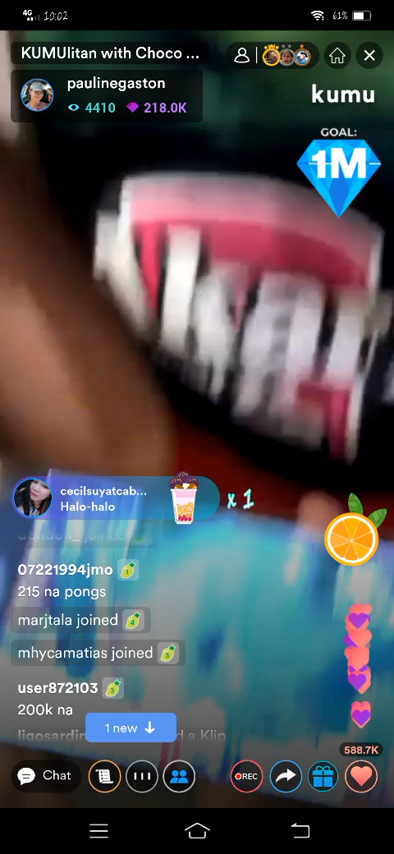 4G 10:02
61%
KUMUlitan with Choco ...
paulinegaston
4410 218.0K
kumu
GOAL:
1M
cecilsuyatcab...
Halo-halo
x 1
07221994jmo
215 na pongs
marjtala joined
mhycamatias joined
user872103
200k na
1 new
d a Klip
588.7K
Chat
REC